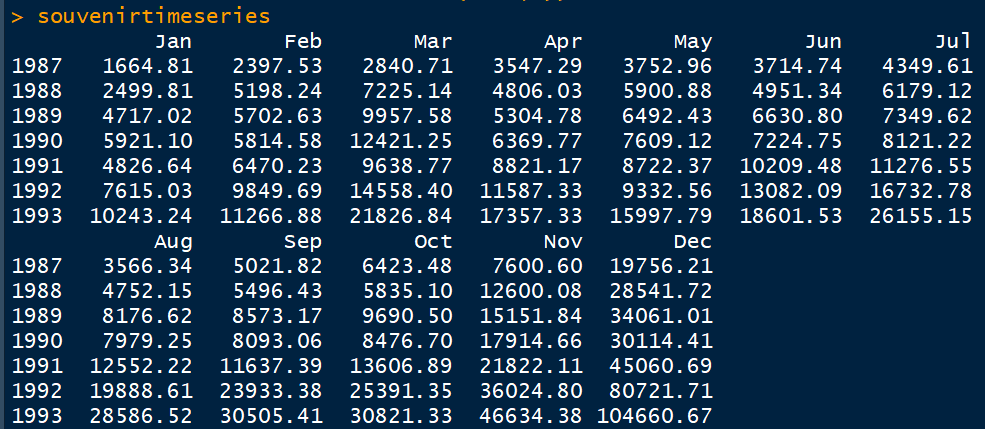 > souvenirtimeseries
Jan Feb Mar Apr May Jun Jul
1987 1664.81 2397.53 2840.71 3547.29 3752.96 3714.74 4349.61
1988 2499.81 5198.24 7225.14 4806.03 5900.88 4951.34 6179.12
1989 4717.02 5702.63 9957.58 5304.78 6492.43 6630.80 7349.62
1990 5921.10 5814.58 12421.25 6369.77 7609.12 7224.75 8121.22
1991 4826.64 6470.23 9638.77 8821.17 8722.37 10209.48 11276.55
1992 7615.03 9849.69 14558.40 11587.33 9332.56 13082.09 16732.78
1993 10243.24 11266.88 21826.84 17357.33 15997.79 18601.53 26155.15
Aug Sep Oct Nov Dec
1987 3566.34 5021.82 6423.48 7600.60 19756.21
1988 4752.15 5496.43 5835.10 12600.08 28541.72
1989 8176.62 8573.17 9690.50 15151.84 34061.01
1990 7979.25 8093.06 8476.70 17914.66 30114.41
1991 12552.22 11637.39 13606.89 21822.11 45060.69
1992 19888.61 23933.38 25391.35 36024.80 80721.71
1993 28586.52 30505.41 30821.33 46634.38 104660.67